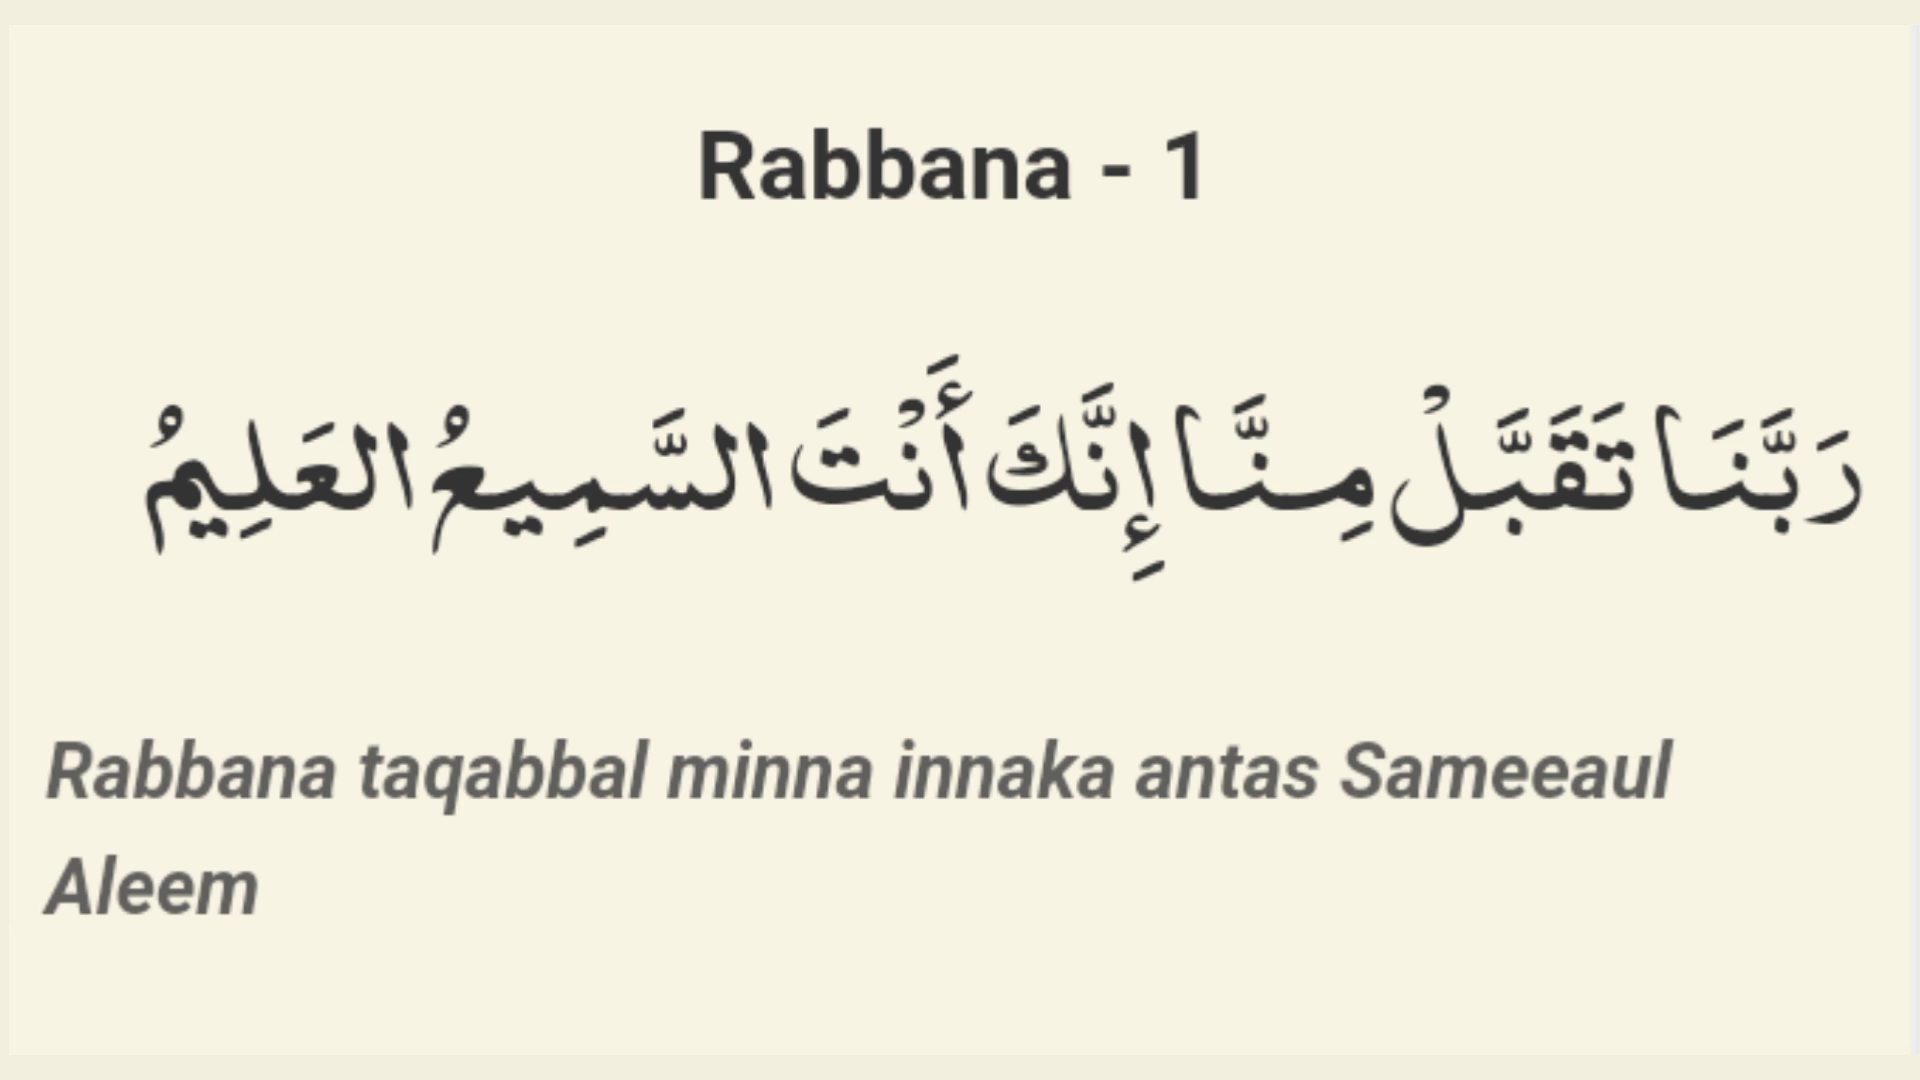 Rabbana - 1
رَبَّنَا تَقَبَّلْ مِنَّا إِنَّكَ أَنْتَ السَّمِيعُ العَلِيمُ
Rabbana taqabbal minna innaka antas Sameeaul
Aleem